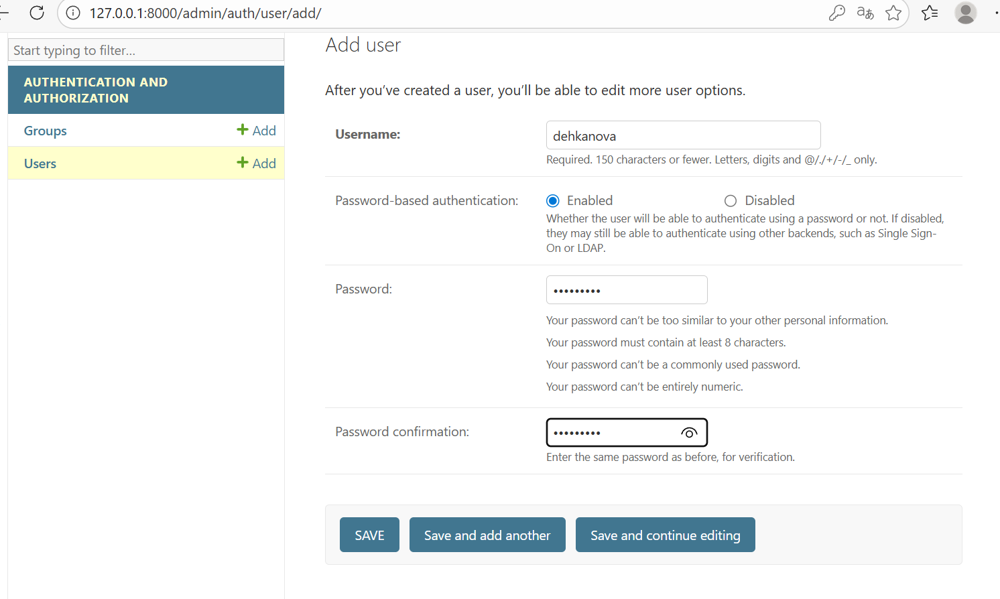 127.0.0.1:8000/admin/auth/user/add/
Start typing to filter...
AUTHENTICATION AND
AUTHORIZATION
Groups + Add
Users + Add
Add user
After you’ve created a user, you’ll be able to edit more user options.
Username: dehkanova
Required. 150 characters or fewer. Letters, digits and @/./+/-/_ only.
Password-based authentication: Enabled Disabled
Whether the user will be able to authenticate using a password or not. If disabled,
they may still be able to authenticate using other backends, such as Single Sign-
On or LDAP.
Password: •••••••••
Your password can’t be too similar to your other personal information.
Your password must contain at least 8 characters.
Your password can’t be a commonly used password.
Your password can’t be entirely numeric.
Password confirmation: •••••••••
Enter the same password as before, for verification.
SAVE Save and add another Save and continue editing